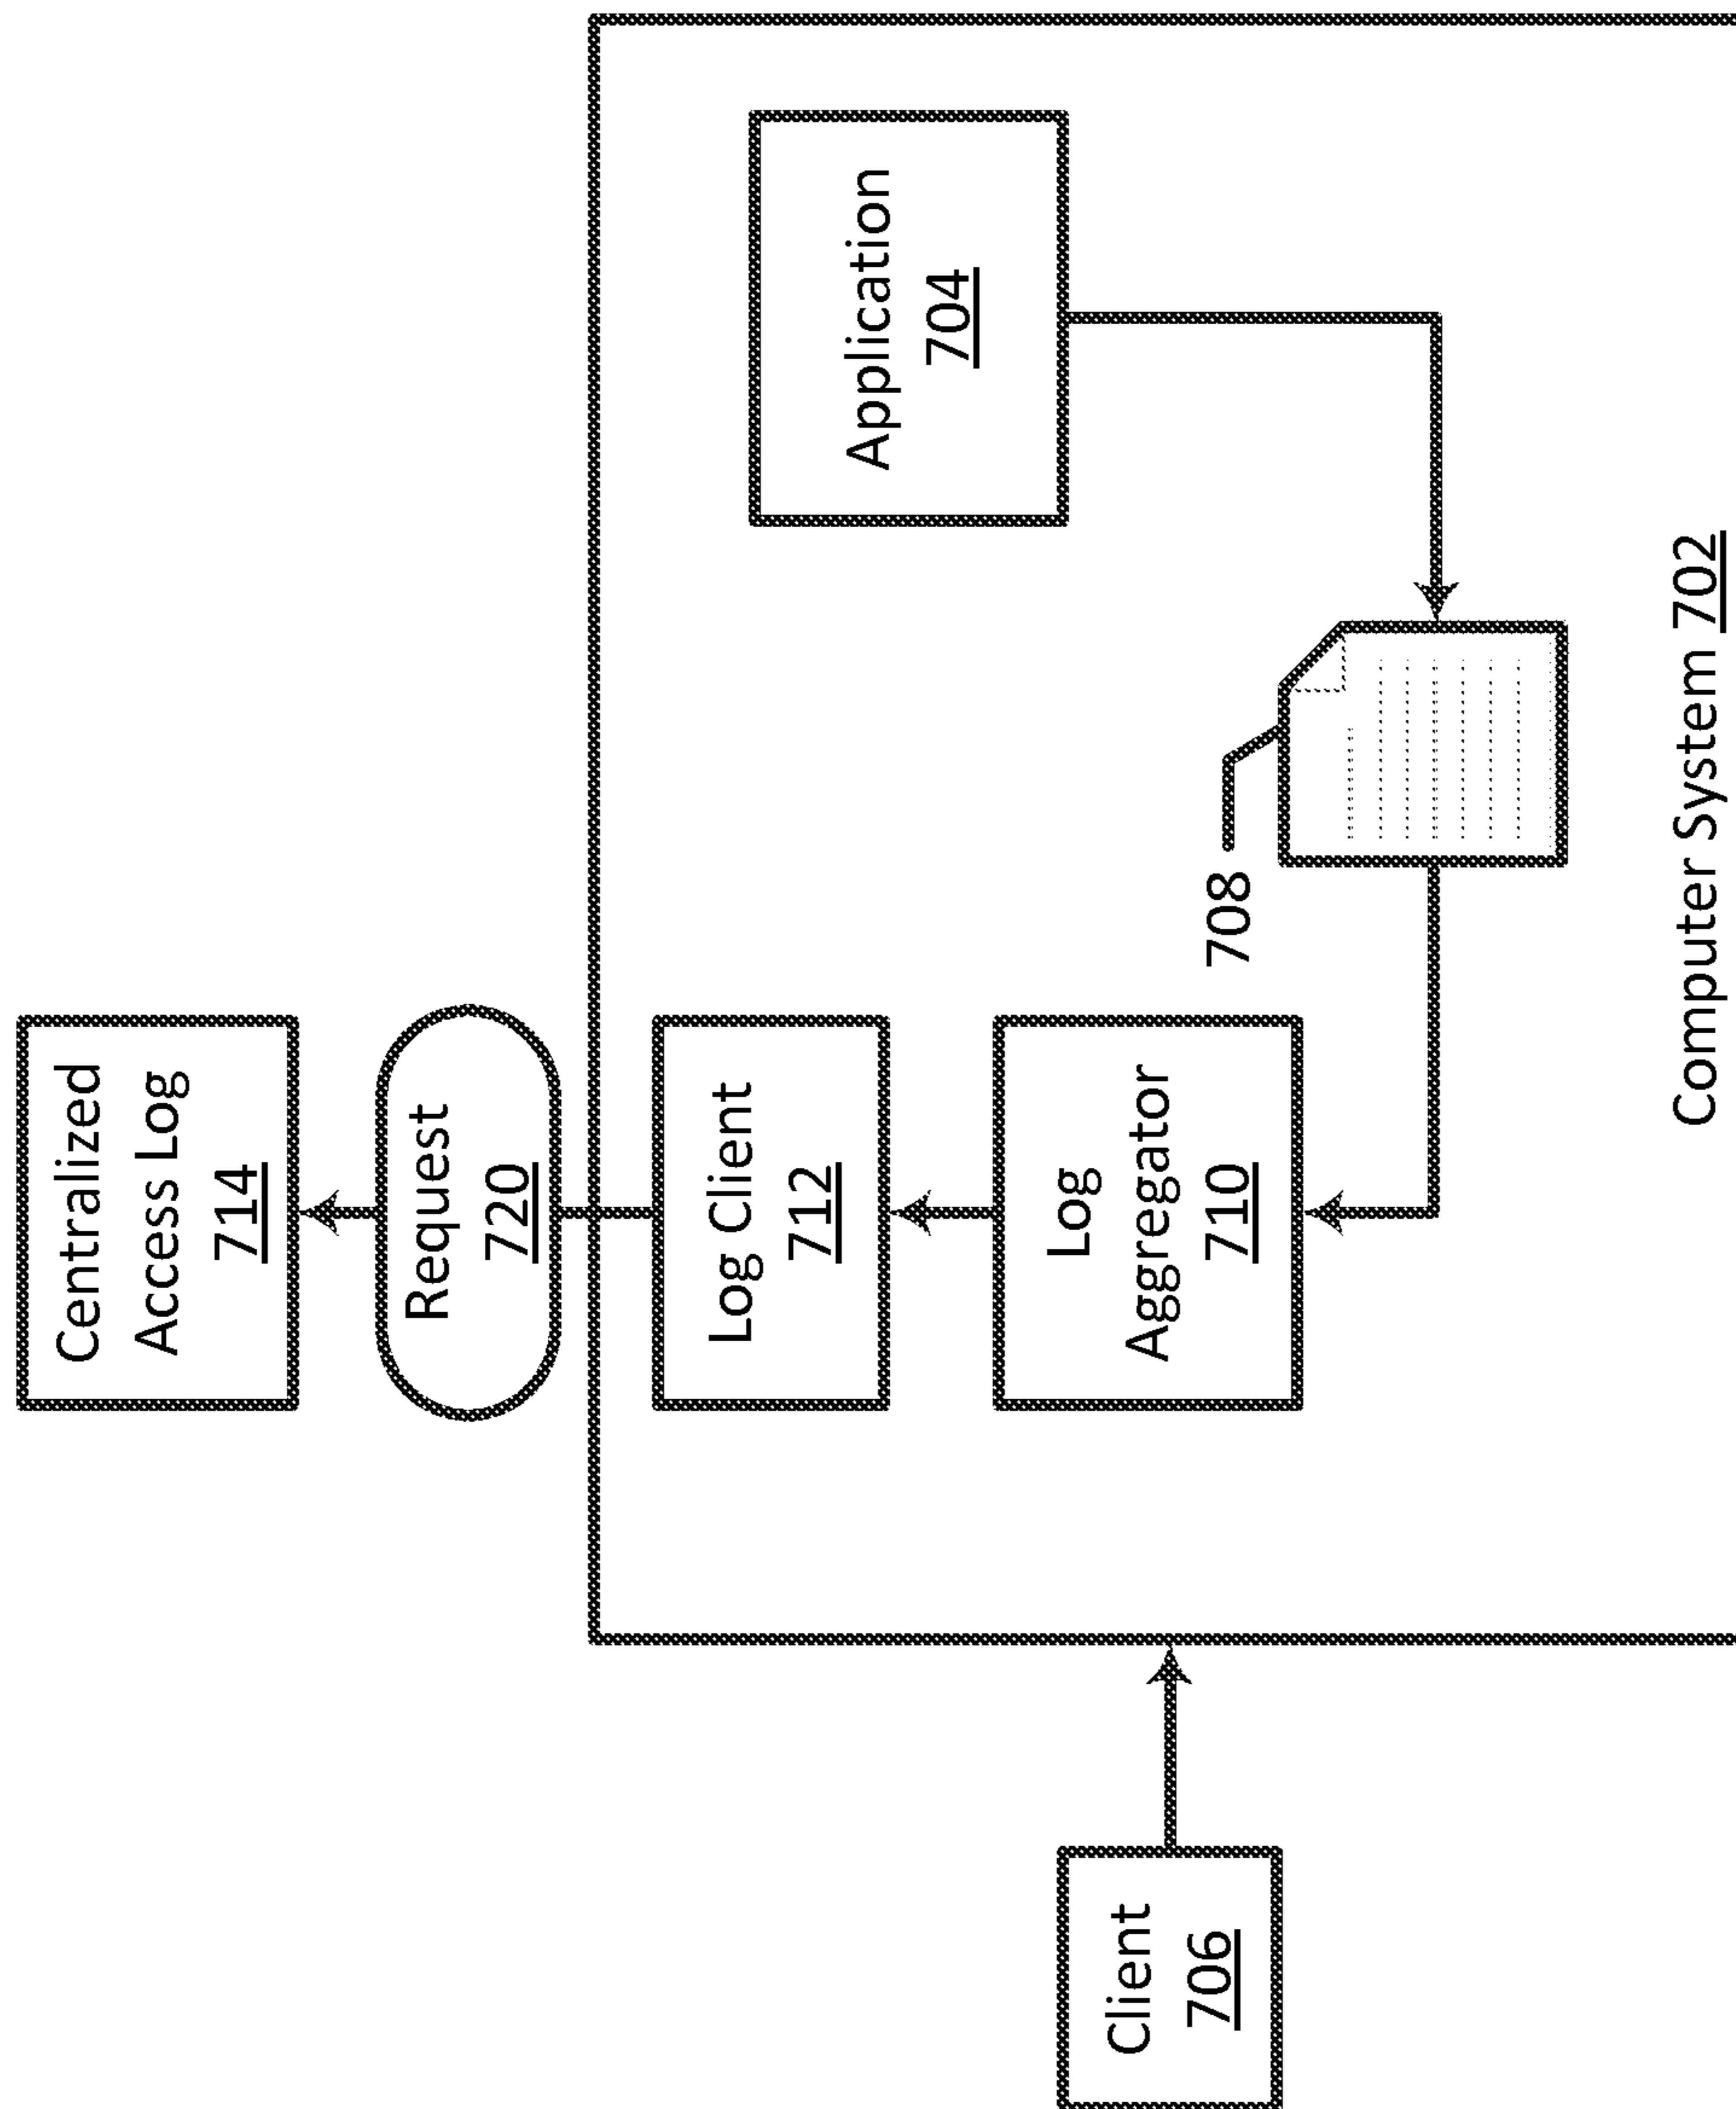 Centralized
Access Log
714
Request
720
Log Client
712
Log
Aggregator
710
Application
704
708
Client
706
Computer System 702